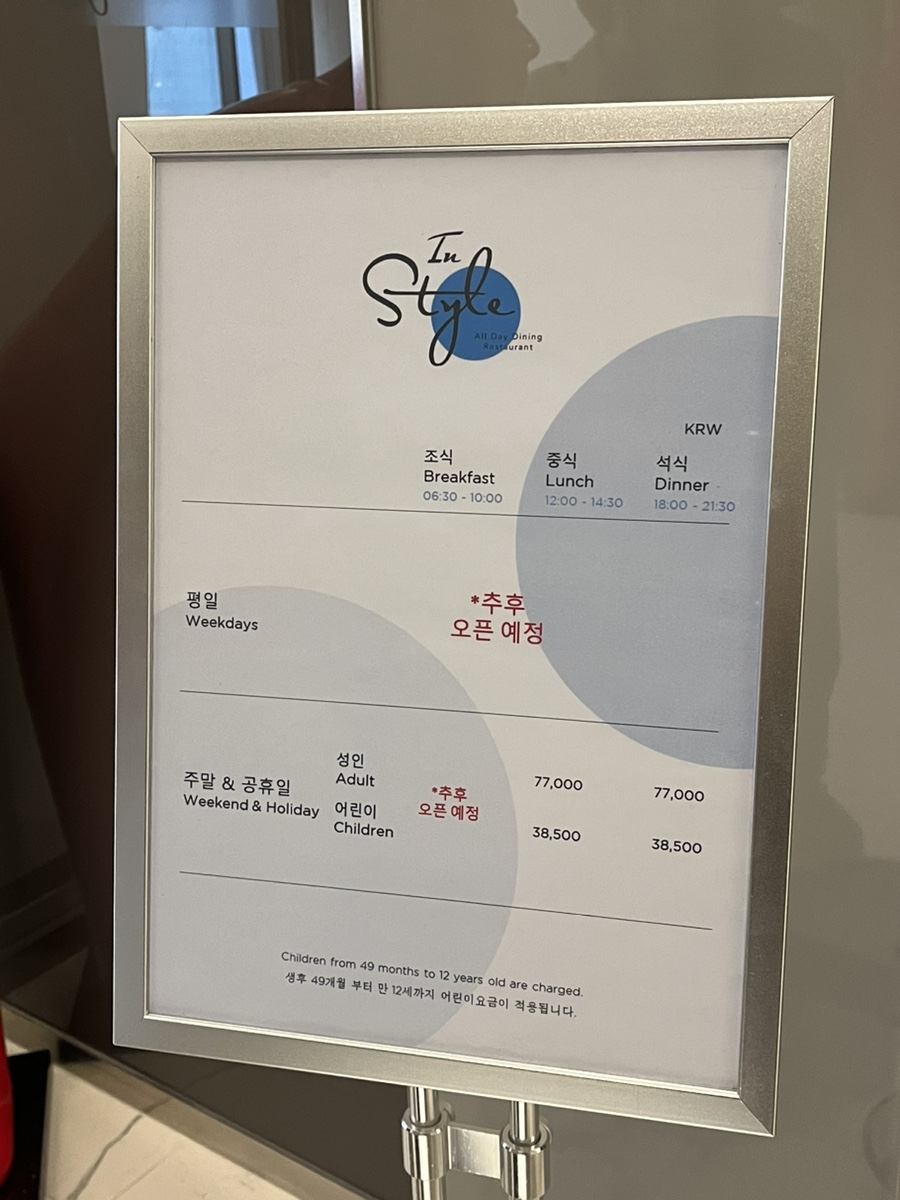 In
Style
All Day Dining
Restaurant
KRW
조식 중식 석식
Breakfast Lunch Dinner
06:30 - 10:00 12:00 - 14:30 18:00 - 21:30
평일
Weekdays
*추후
오픈 예정
주말 & 공휴일
Weekend & Holiday
성인
Adult
어린이
Children
*추후
오픈 예정
77,000 77,000
38,500 38,500
Children from 49 months to 12 years old are charged.
생후 49개월 부터 만 12세까지 어린이요금이 적용됩니다.